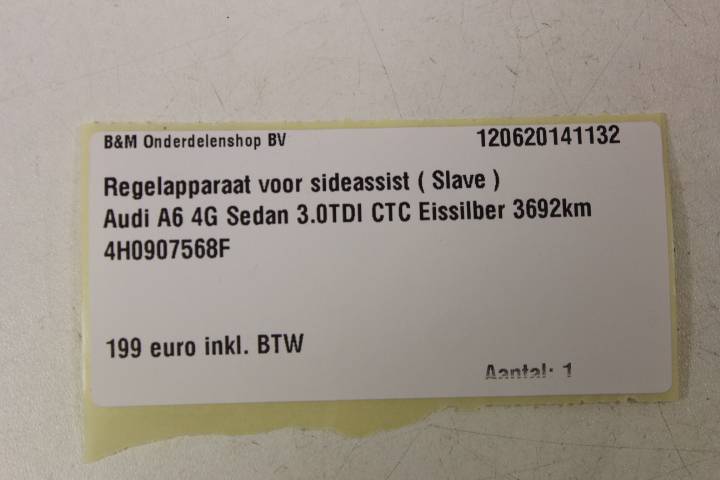 B&M Onderdelenshop BV 120620141132
Regelapparaat voor sideassist ( Slave )
Audi A6 4G Sedan 3.0TDI CTC Eissilber 3692km
4H0907568F
199 euro inkl. BTW
Aantal: 1